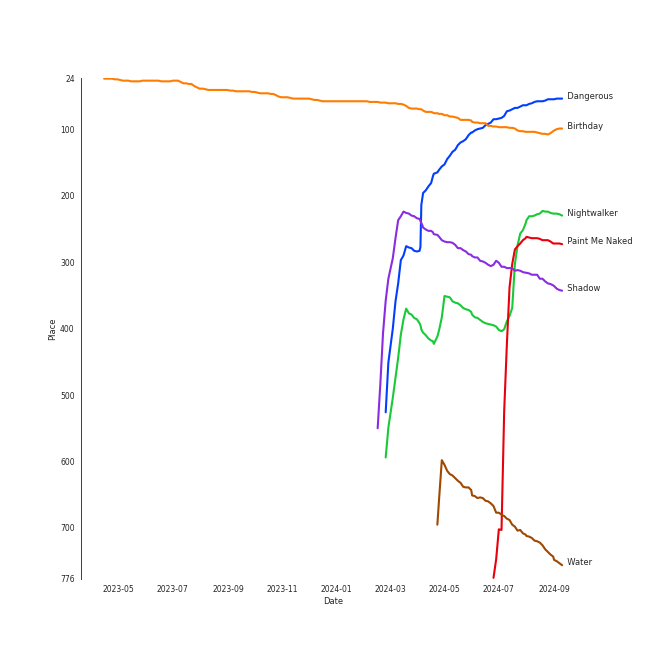 24
100
200
300
400
500
600
700
776
Place
2023-05
2023-07
2023-09
2023-11
2024-01
2024-03
2024-05
2024-07
2024-09
Date
Dangerous
Birthday
Nightwalker
Paint Me Naked
Shadow
Water